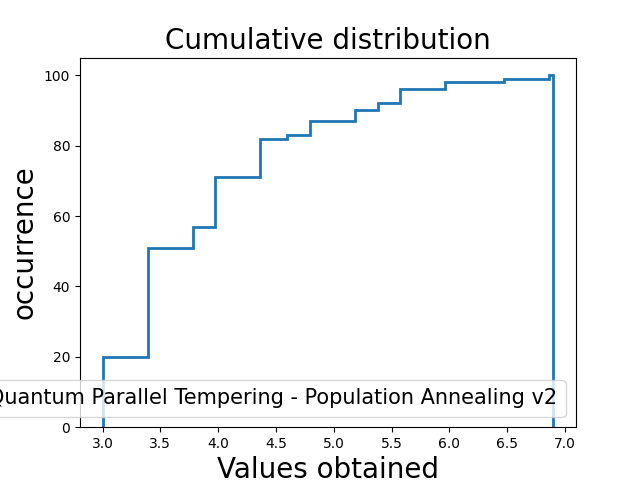 Cumulative distribution
occurrence
100
80
60
40
20
0
Quantum Parallel Tempering - Population Annealing v2
3.0 3.5 4.0 4.5 5.0 5.5 6.0 6.5 7.0
Values obtained